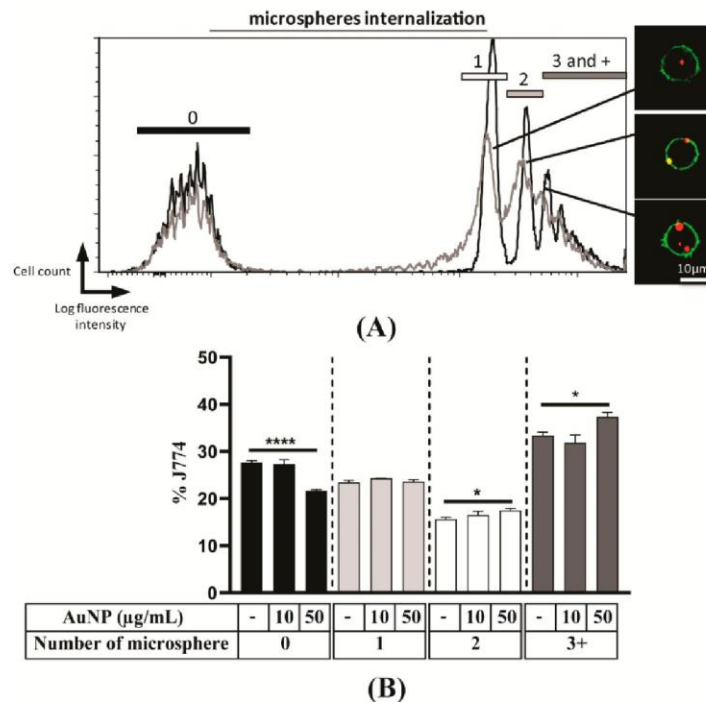 microspheres internalization
3 and +
1
2
0
Cell count
Log fluorescence
intensity
10µm
(A)
50
40
30
20
10
0
% J774
****
*
*
AuNP (µg/mL) - 10 50 - 10 50 - 10 50 - 10 50
Number of microsphere 0 1 2 3+
(B)